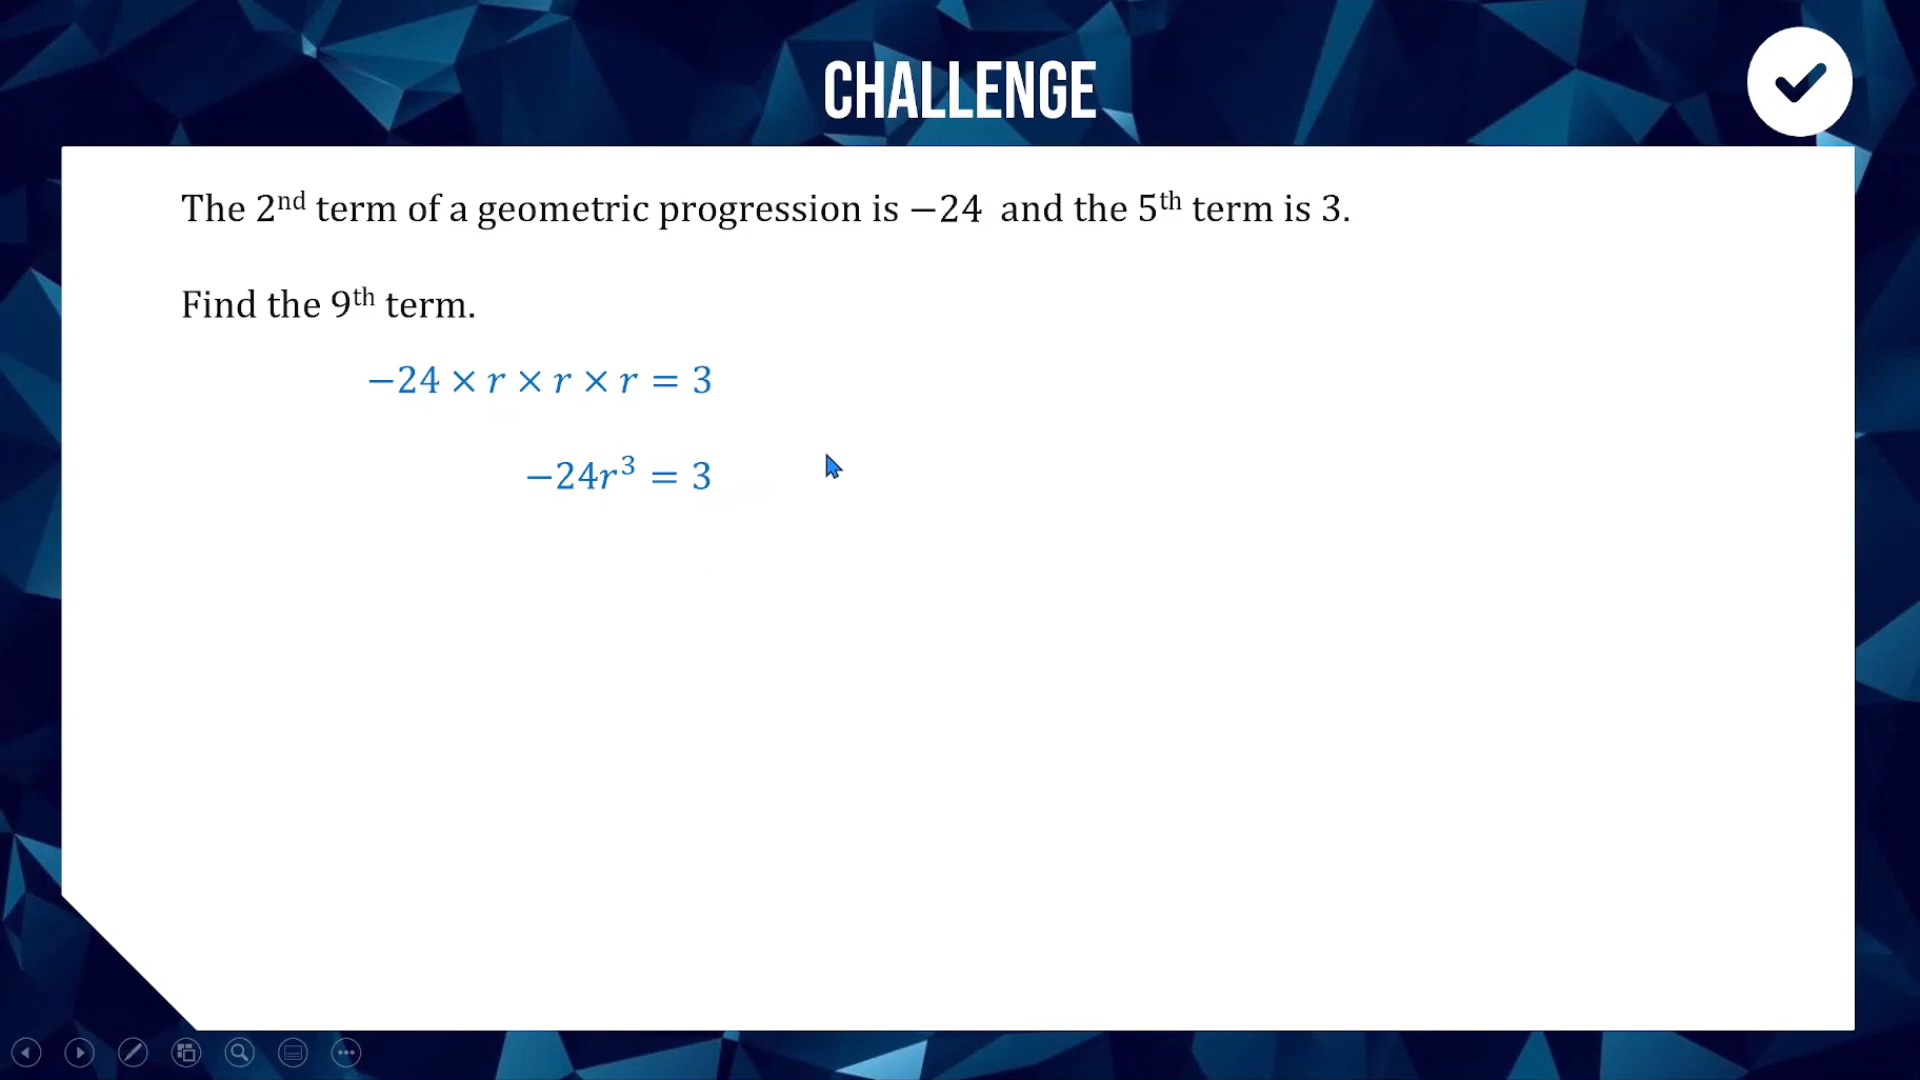 CHALLENGE
The 2ⁿᵈ term of a geometric progression is −24 and the 5ᵗʰ term is 3.
Find the 9ᵗʰ term.
−24 × r × r × r = 3
−24r³ = 3